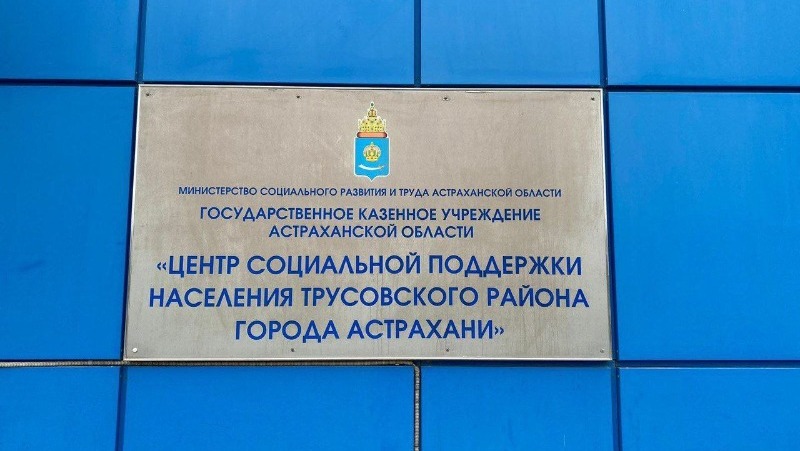 МИНИСТЕРСТВО СОЦИАЛЬНОГО РАЗВИТИЯ И ТРУДА АСТРАХАНСКОЙ ОБЛАСТИ
ГОСУДАРСТВЕННОЕ КАЗЕННОЕ УЧРЕЖДЕНИЕ
АСТРАХАНСКОЙ ОБЛАСТИ
«ЦЕНТР СОЦИАЛЬНОЙ ПОДДЕРЖКИ
НАСЕЛЕНИЯ ТРУСОВСКОГО РАЙОНА
ГОРОДА АСТРАХАНИ»